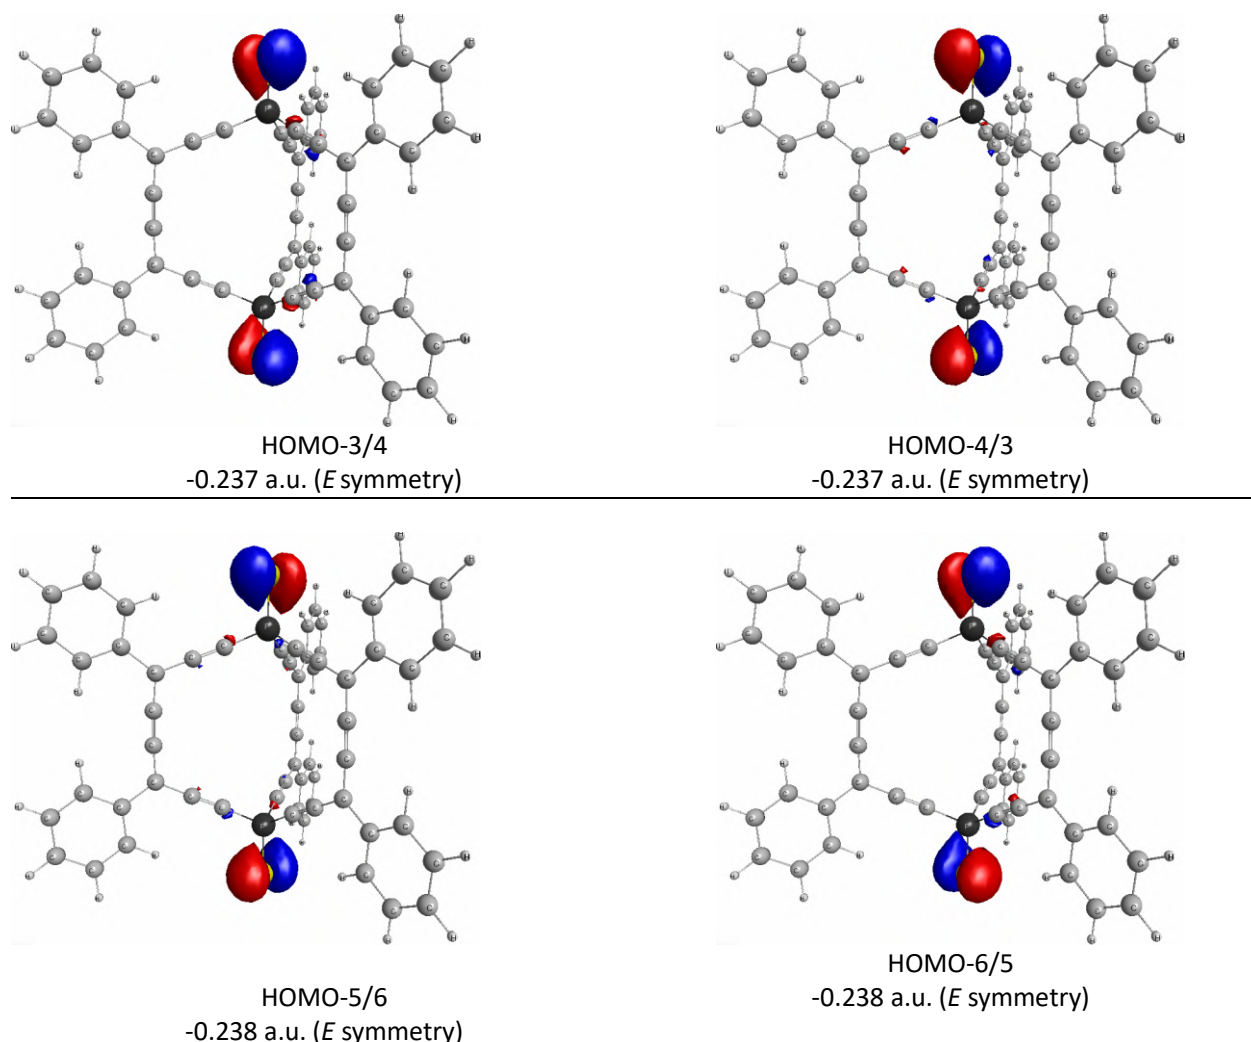 HOMO-3/4
-0.237 a.u. (E symmetry)
HOMO-4/3
-0.237 a.u. (E symmetry)
HOMO-5/6
-0.238 a.u. (E symmetry)
HOMO-6/5
-0.238 a.u. (E symmetry)